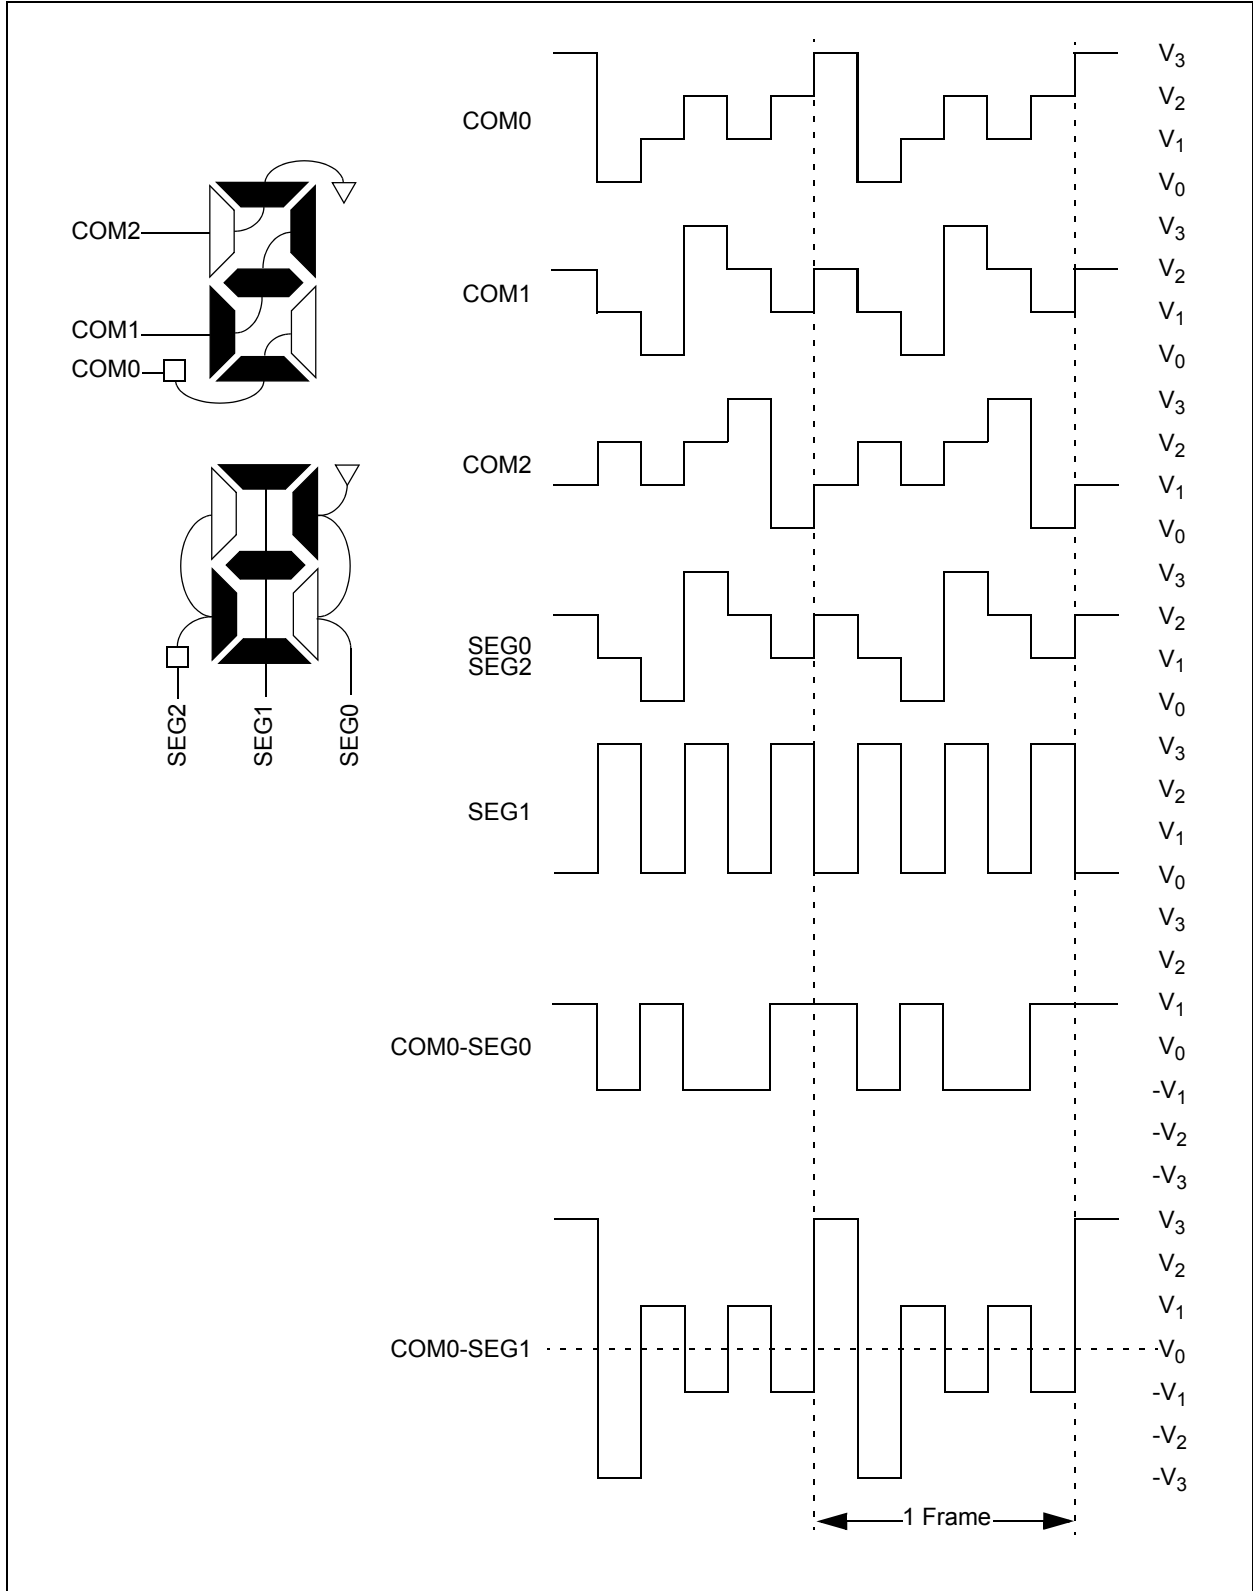 COM2
COM1
COM0
SEG2
SEG1
SEG0
COM0
V3
V2
V1
V0
COM1
V3
V2
V1
V0
COM2
V3
V2
V1
V0
SEG0
SEG2
V3
V2
V1
V0
SEG1
V3
V2
V1
V0
COM0-SEG0
V3
V2
V1
V0
-V1
-V2
-V3
COM0-SEG1
V3
V2
V1
V0
-V1
-V2
-V3
1 Frame